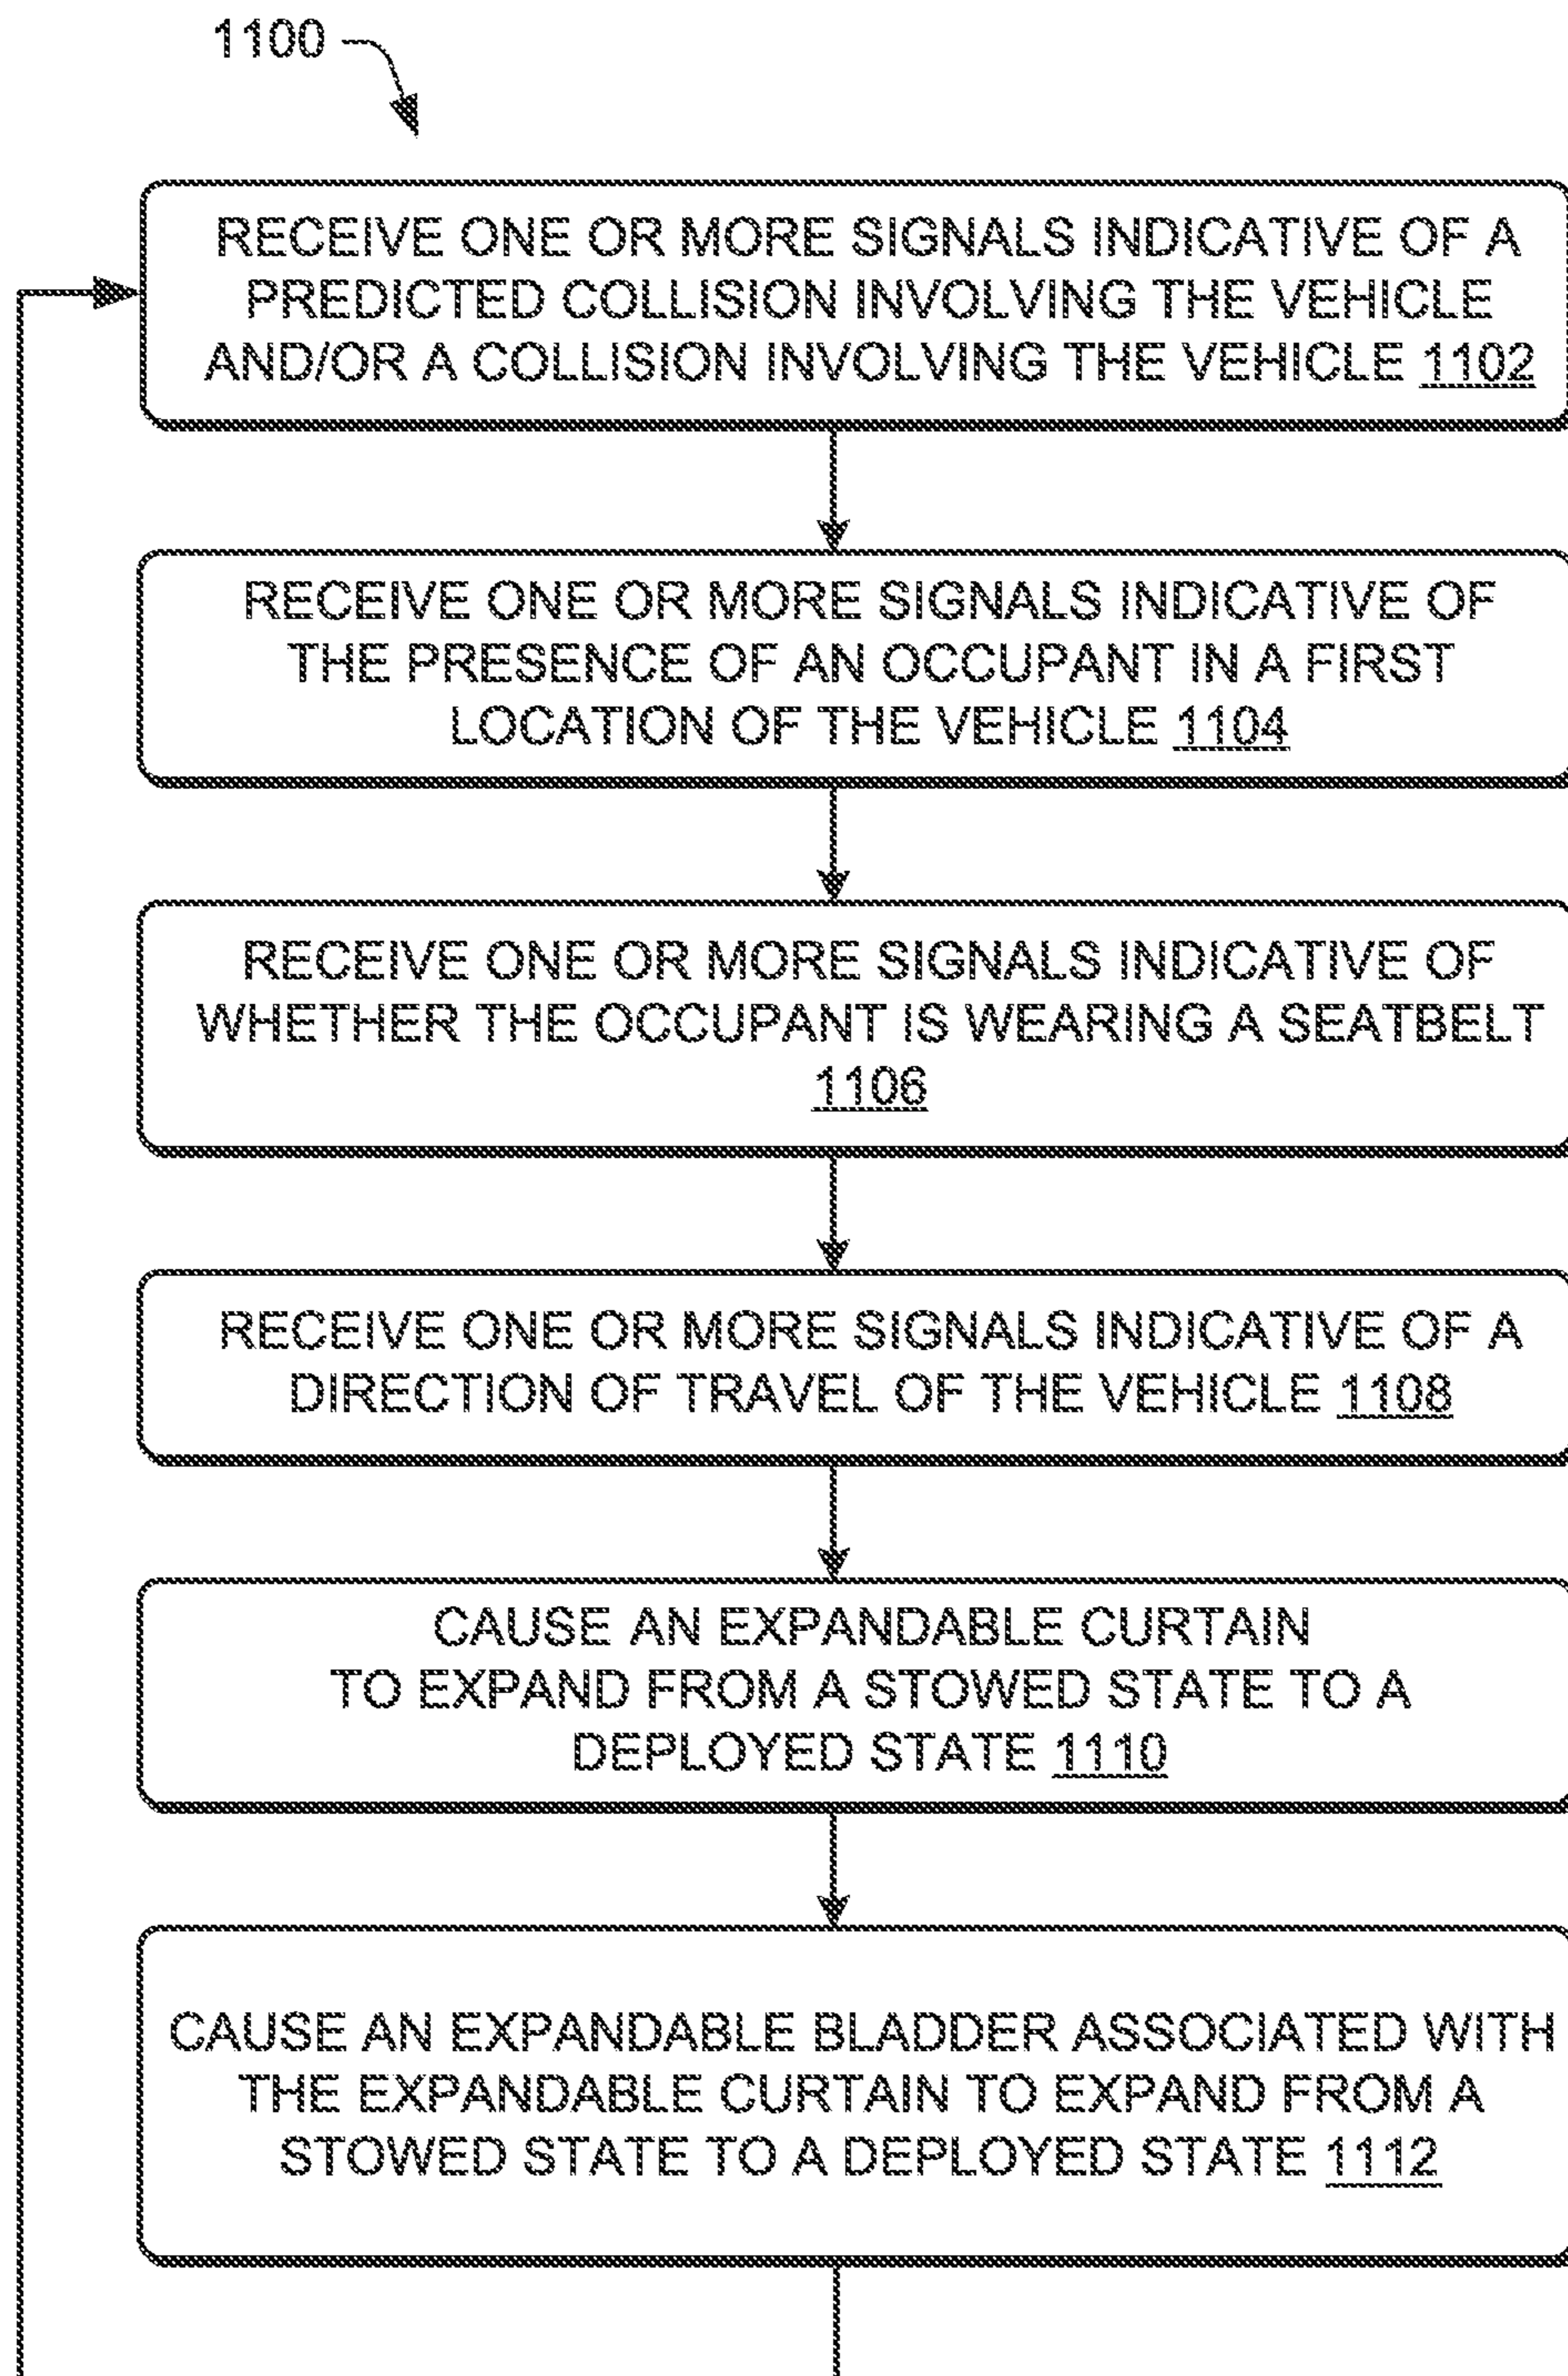 1100
RECEIVE ONE OR MORE SIGNALS INDICATIVE OF A
PREDICTED COLLISION INVOLVING THE VEHICLE
AND/OR A COLLISION INVOLVING THE VEHICLE 1102
RECEIVE ONE OR MORE SIGNALS INDICATIVE OF
THE PRESENCE OF AN OCCUPANT IN A FIRST
LOCATION OF THE VEHICLE 1104
RECEIVE ONE OR MORE SIGNALS INDICATIVE OF
WHETHER THE OCCUPANT IS WEARING A SEATBELT
1106
RECEIVE ONE OR MORE SIGNALS INDICATIVE OF A
DIRECTION OF TRAVEL OF THE VEHICLE 1108
CAUSE AN EXPANDABLE CURTAIN
TO EXPAND FROM A STOWED STATE TO A
DEPLOYED STATE 1110
CAUSE AN EXPANDABLE BLADDER ASSOCIATED WITH
THE EXPANDABLE CURTAIN TO EXPAND FROM A
STOWED STATE TO A DEPLOYED STATE 1112